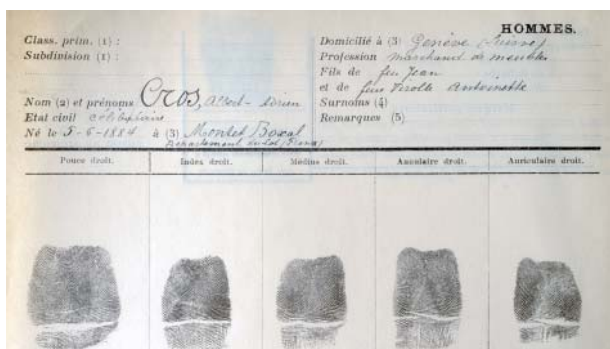 HOMMES.
Class. prim. (1) :
Subdivision (1) :
Nom (2) et prénoms Cros, Albert - Adrien
Etat civil célibataire
Né le 5-6-1884 à (3) Montet Boxal
Département du Lot (France)
Domicilié à (3) Genève (Suisse)
Profession marchand de meubles
Fils de feu Jean
et de feue Virolle Antoinette
Surnoms (4)
Remarques (5)
Pouce droit. Index droit. Médius droit. Annulaire droit. Auriculaire droit.